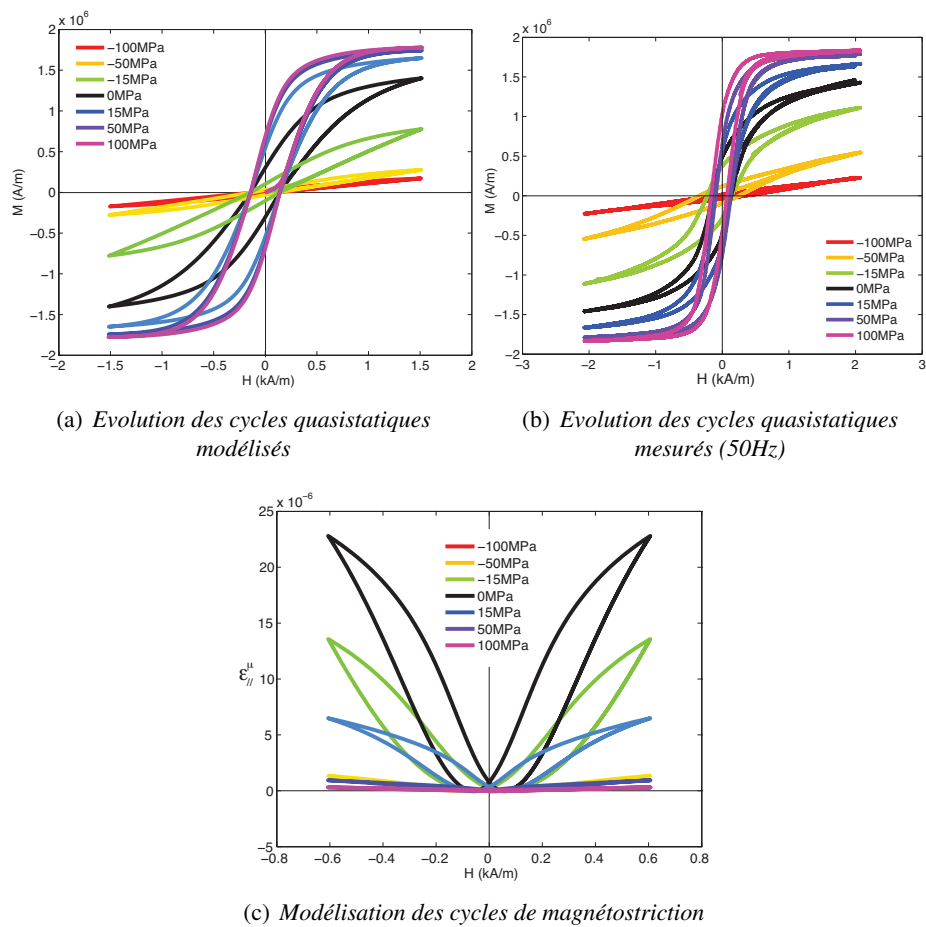 x 10⁶
2
1.5
1
0.5
0
−0.5
−1
−1.5
−2
M (A/m)
−100MPa
−50MPa
−15MPa
0MPa
15MPa
50MPa
100MPa
−2
−1.5
−1
−0.5
0
0.5
1
1.5
2
H (kA/m)
(a) Evolution des cycles quasistatiques
modélisés
x 10⁶
2
1.5
1
0.5
0
−0.5
−1
−1.5
−2
M (A/m)
−100MPa
−50MPa
−15MPa
0MPa
15MPa
50MPa
100MPa
−3
−2
−1
0
1
2
3
H (kA/m)
(b) Evolution des cycles quasistatiques
mesurés (50Hz)
x 10⁻⁶
25
20
15
10
5
0
−5
ε//μ
−100MPa
−50MPa
−15MPa
0MPa
15MPa
50MPa
100MPa
−0.8
−0.6
−0.4
−0.2
0
0.2
0.4
0.6
0.8
H (kA/m)
(c) Modélisation des cycles de magnétostriction